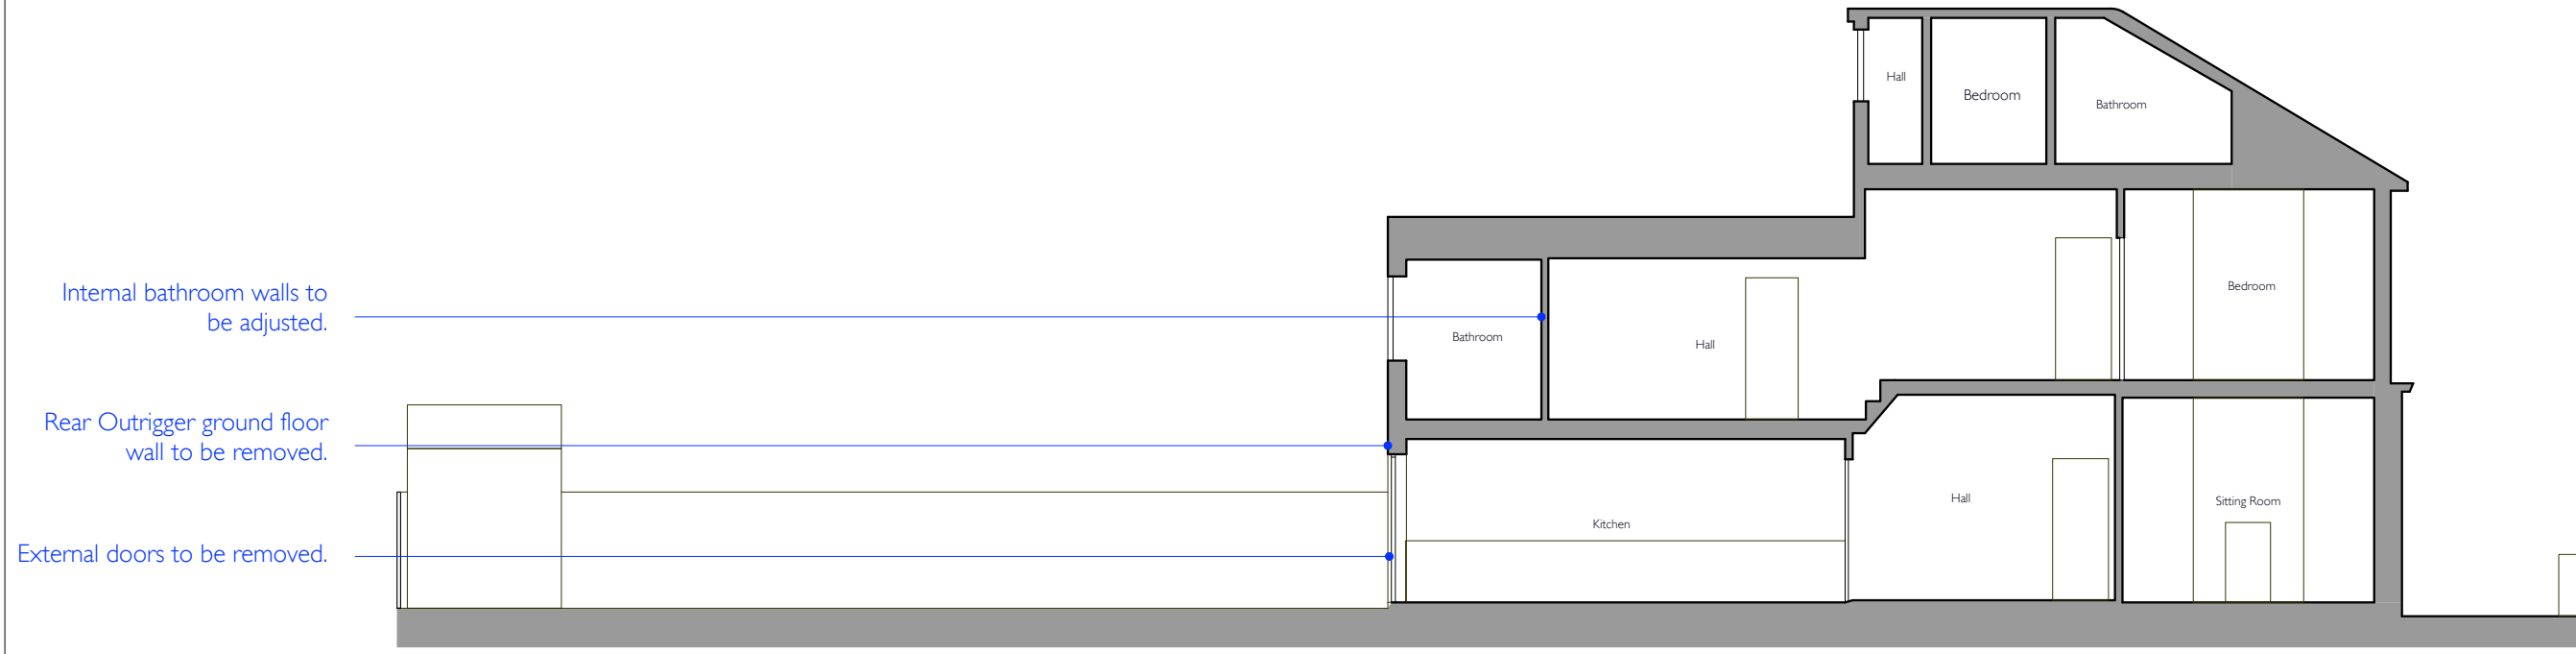 Hall
Bedroom
Bathroom
Internal bathroom walls to
be adjusted.
Bathroom
Hall
Bedroom
Rear Outrigger ground floor
wall to be removed.
Kitchen
Hall
Sitting Room
External doors to be removed.